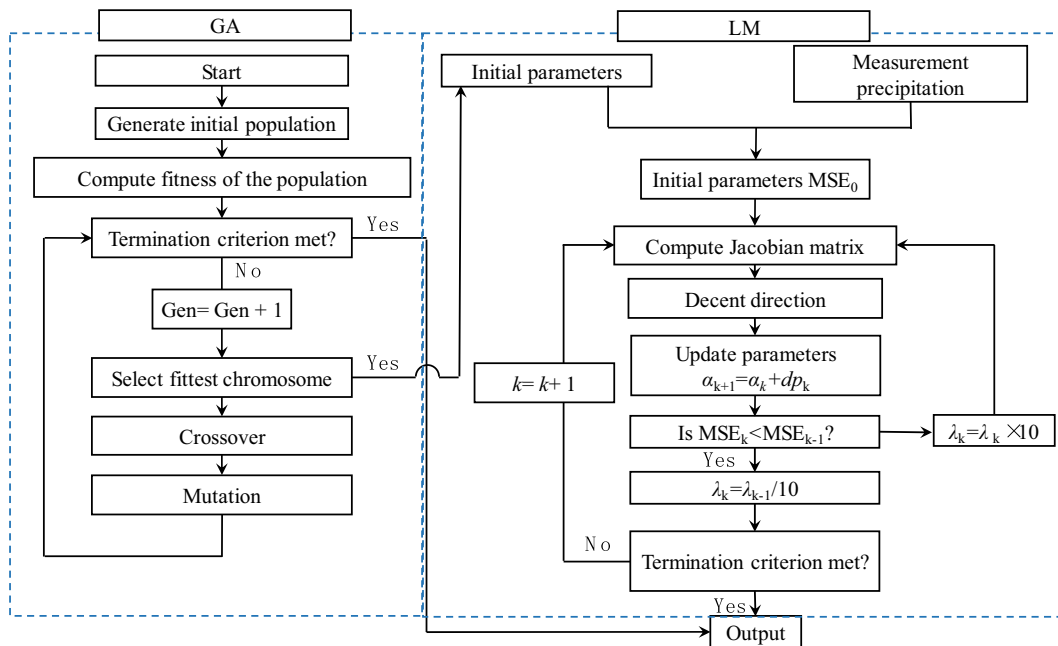 GA
Start
Generate initial population
Compute fitness of the population
Termination criterion met?
Yes
No
Gen= Gen + 1
Select fittest chromosome
Yes
Crossover
Mutation
LM
Initial parameters
Measurement
precipitation
Initial parameters MSE₀
Compute Jacobian matrix
Decent direction
Update parameters
αₖ₊₁=αₖ+dpₖ
k= k+ 1
Is MSEₖ<MSEₖ₋₁?
λₖ=λₖ ×10
Yes
λₖ=λₖ₋₁/10
No
Termination criterion met?
Yes
Output